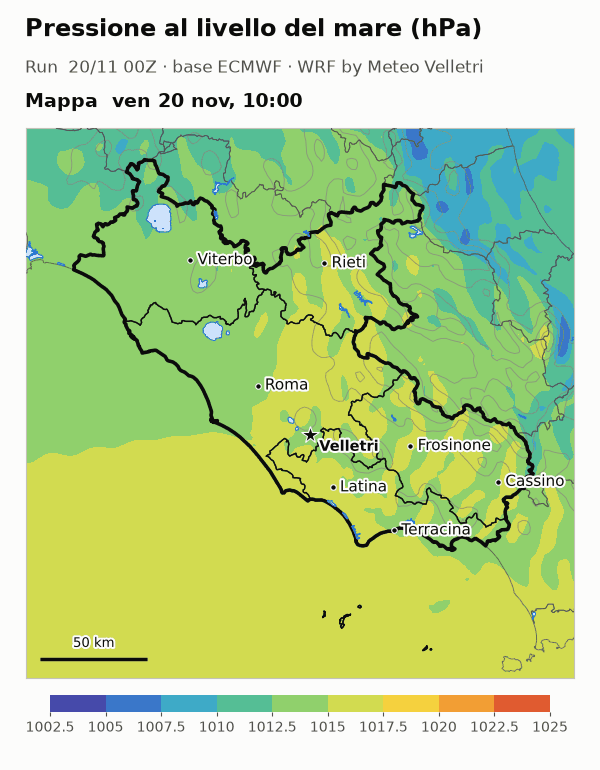 Pressione al livello del mare (hPa)
Run  20/11 00Z · base ECMWF · WRF by Meteo Velletri
Mappa  ven 20 nov, 10:00
Viterbo
Rieti
Roma
Velletri
Frosinone
Latina
Cassino
Terracina
50 km
1002.5 1005 1007.5 1010 1012.5 1015 1017.5 1020 1022.5 1025